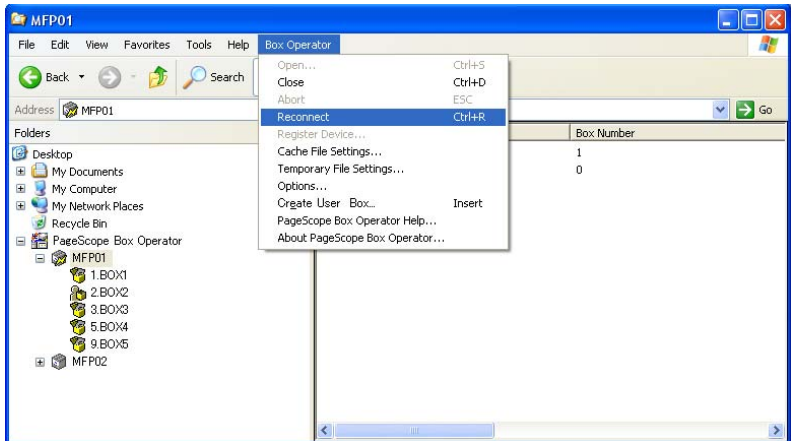 MFP01
File Edit View Favorites Tools Help Box Operator
Back Search
Address MFP01 Go
Open... Ctrl+S
Close Ctrl+D
Abort ESC
Reconnect Ctrl+R
Register Device...
Cache File Settings...
Temporary File Settings...
Options...
Create User Box... Insert
PageScope Box Operator Help...
About PageScope Box Operator...
Folders
Desktop
My Documents
My Computer
My Network Places
Recycle Bin
PageScope Box Operator
MFP01
1.BOX1
2.BOX2
3.BOX3
5.BOX4
9.BOX5
MFP02
Box Number
1
0